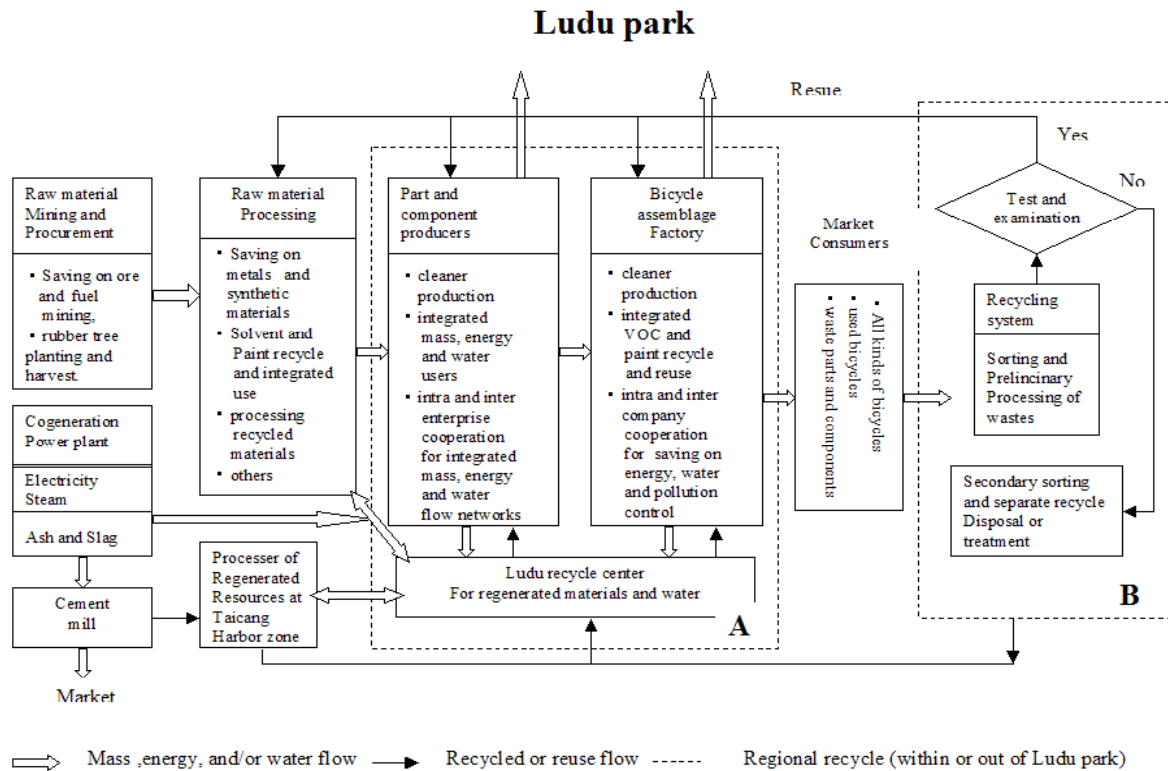 Ludu park
Resue
Yes
No
Raw material
Mining and
Procurement
▪ Saving on ore
and fuel
mining,
▪ rubber tree
planting and
harvest.
Raw material
Processing
▪ Saving on
metals and
synthetic
materials
▪ Solvent and
Paint recycle
and integrated
use
▪ processing
recycled
materials
▪ others
Part and
component
producers
▪ cleaner
production
▪ integrated
mass, energy
and water
users
▪ intra and inter
enterprise
cooperation
for integrated
mass, energy
and water
flow networks
Bicycle
assemblage
Factory
▪ cleaner
production
▪ integrated
VOC and
paint recycle
and reuse
▪ intra and inter
company
cooperation
for saving on
energy, water
and pollution
control
Market
Consumers
▪ All kinds of bicycles
▪ used bicycles
▪ waste parts and components
Test and
examination
Recycling
system
Sorting and
Prelincinary
Processing of
wastes
Secondary sorting
and separate recycle
Disposal or
treatment
B
Cogeneration
Power plant
Electricity
Steam
Ash and Slag
Cement
mill
Market
Processer of
Regenerated
Resources at
Taicang
Harbor zone
Ludu recycle center
For regenerated materials and water
A
Mass ,energy, and/or water flow
Recycled or reuse flow
Regional recycle (within or out of Ludu park)